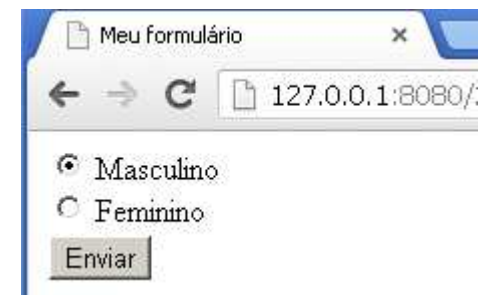 Meu formulário
127.0.0.1:8080/
Masculino
Feminino
Enviar